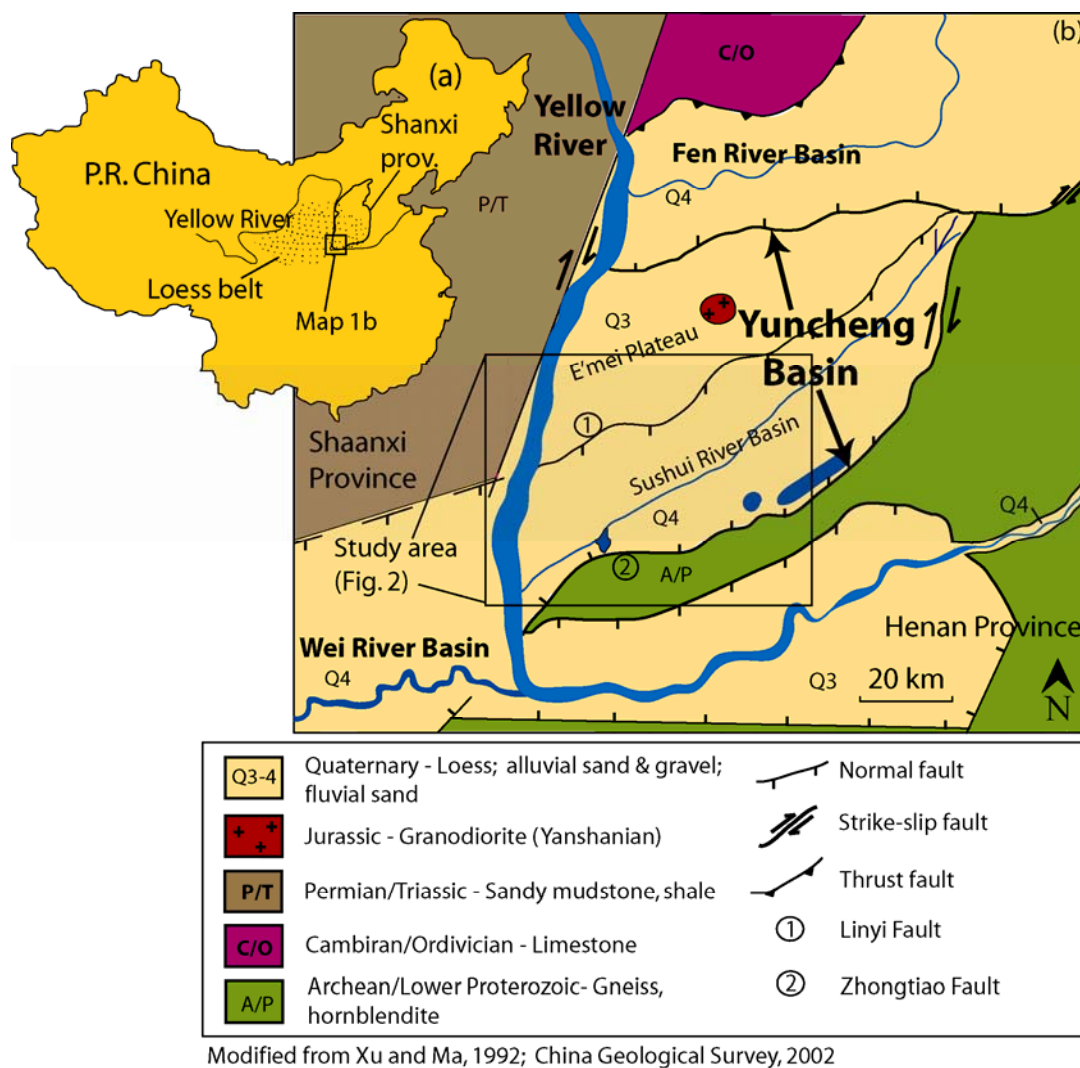 (a)
Shanxi
prov.
P.R. China
Yellow River
Loess belt
Map 1b
(b)
C/O
Yellow
River
Fen River Basin
Q4
P/T
Q3
E'mei Plateau
Yuncheng
Basin
1
Shaanxi
Province
Sushui River Basin
Q4
Q4
Study area
(Fig. 2)
2
A/P
Henan Province
Wei River Basin
Q4
Q3
20 km
N
Q3-4
Quaternary - Loess; alluvial sand & gravel;
fluvial sand
Jurassic - Granodiorite (Yanshanian)
P/T
Permian/Triassic - Sandy mudstone, shale
C/O
Cambiran/Ordivician - Limestone
A/P
Archean/Lower Proterozoic- Gneiss,
hornblendite
Normal fault
Strike-slip fault
Thrust fault
1
Linyi Fault
2
Zhongtiao Fault
Modified from Xu and Ma, 1992; China Geological Survey, 2002